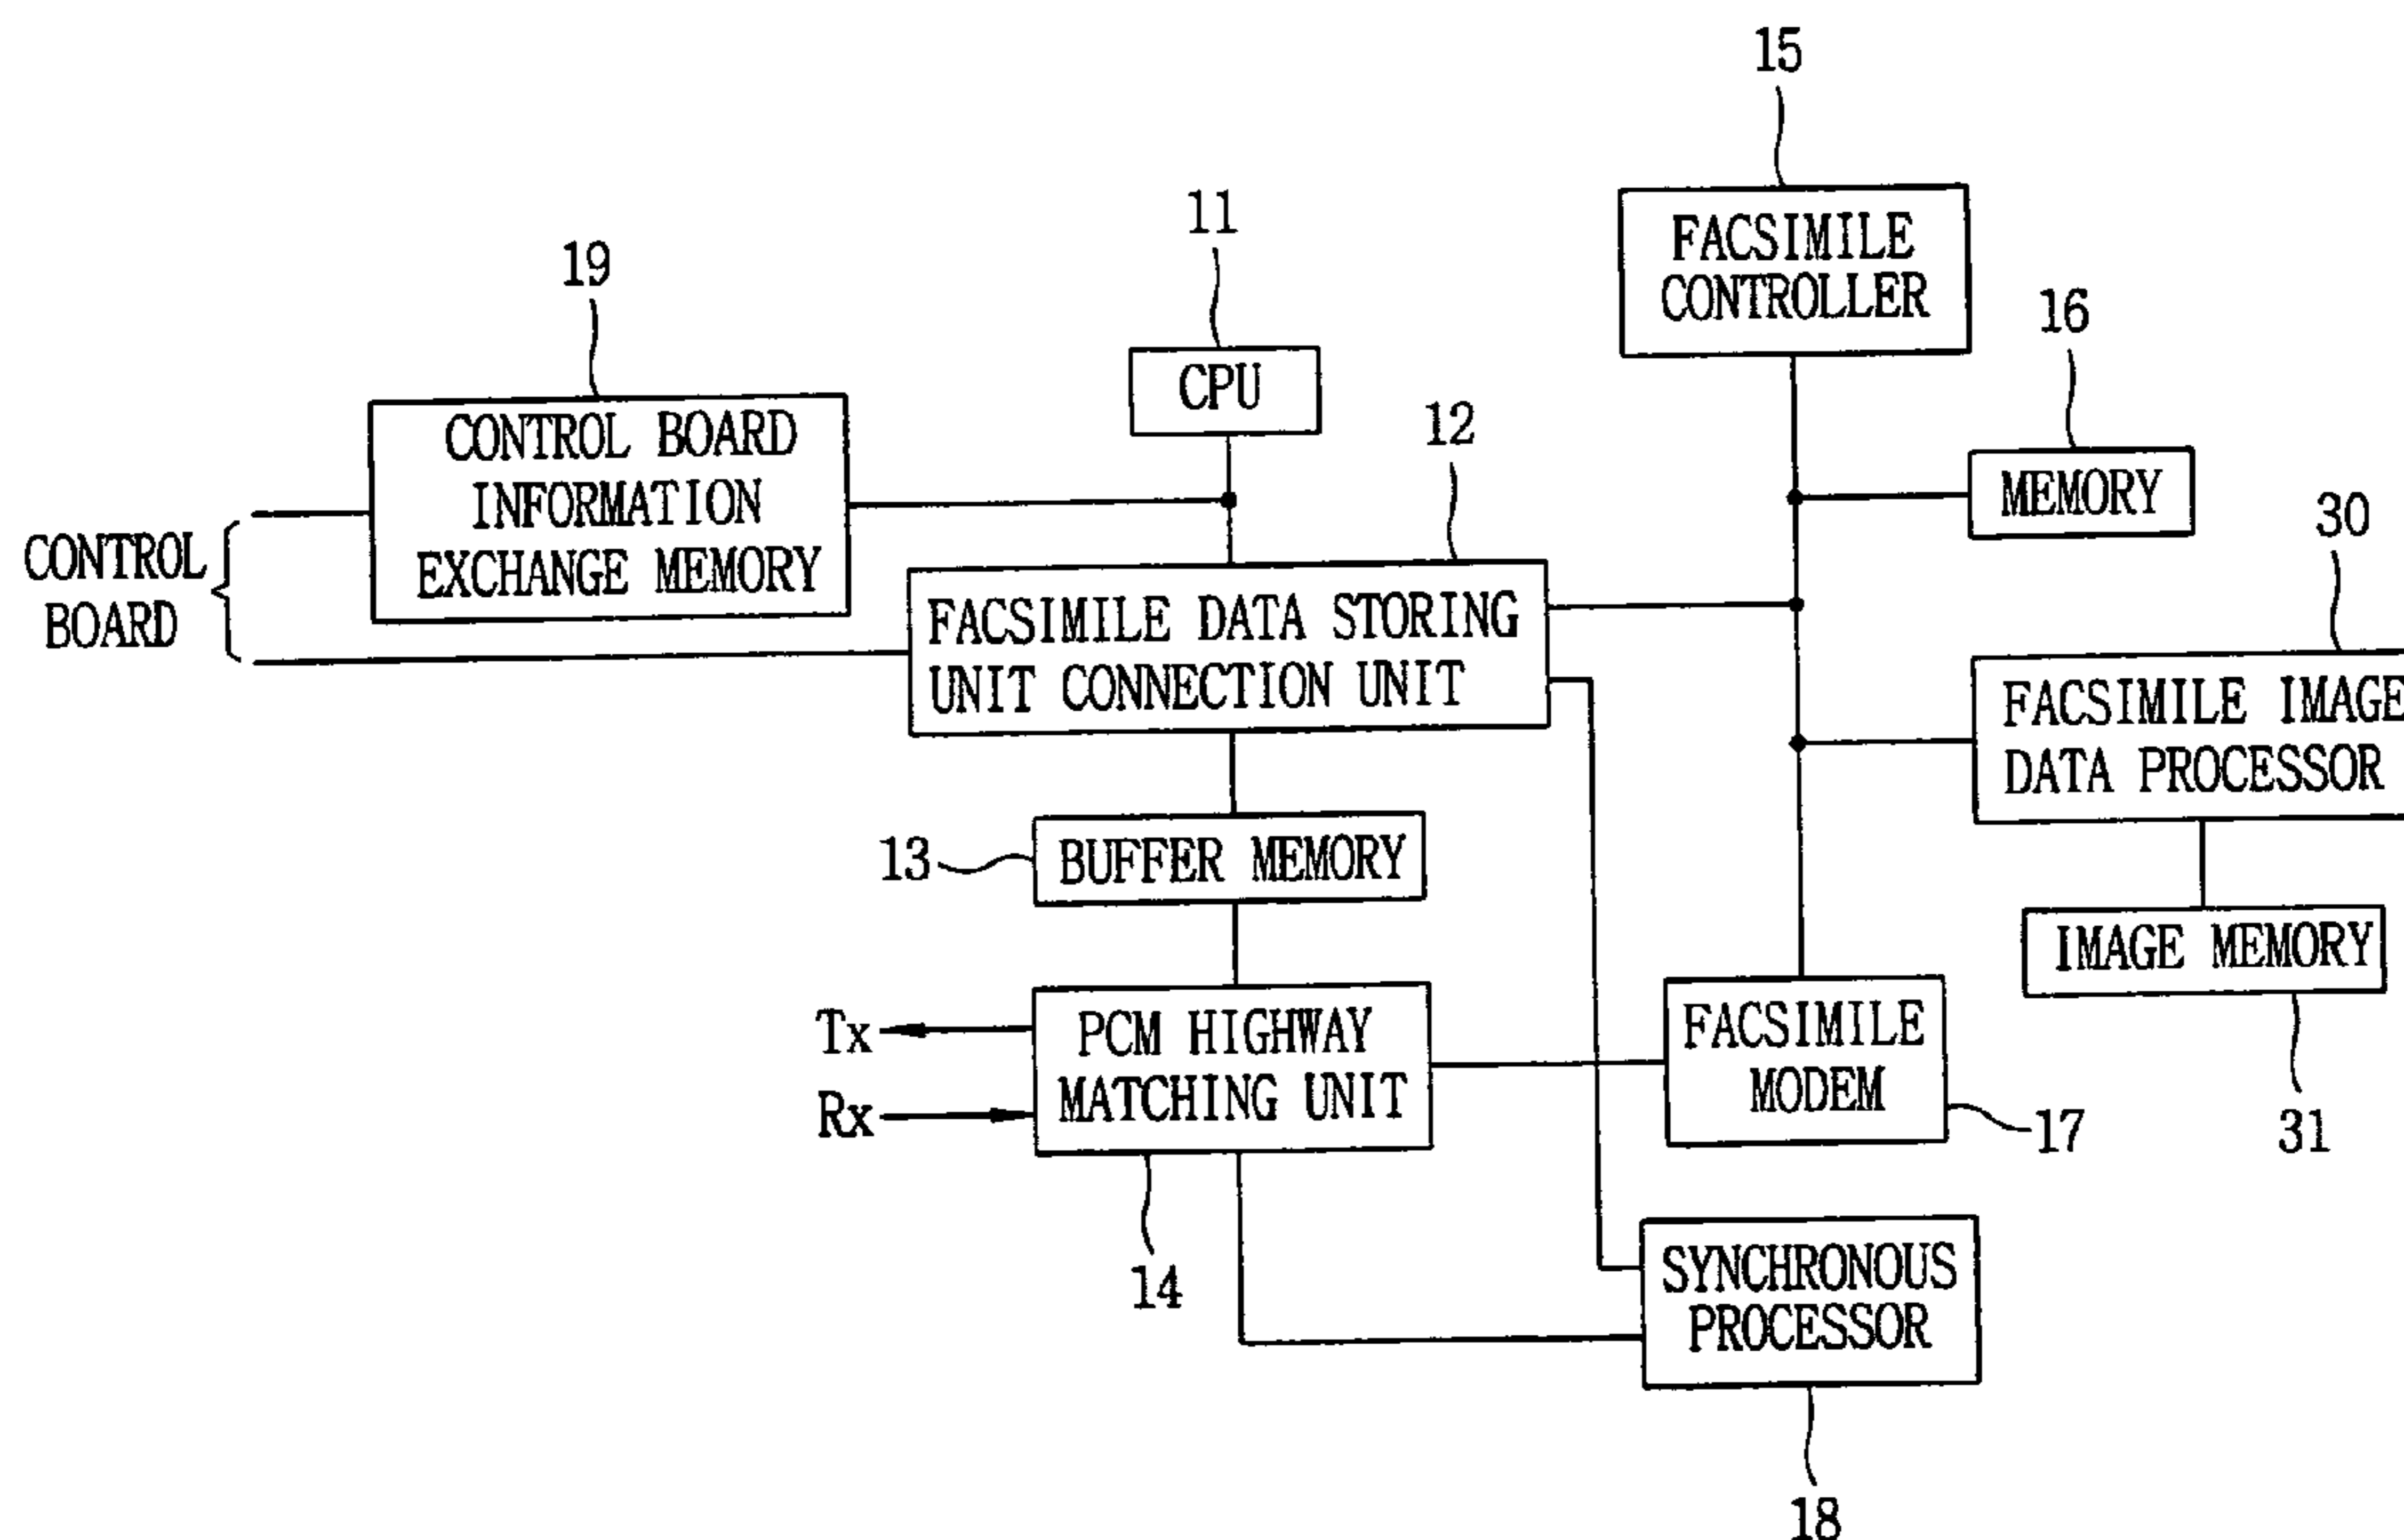 15
FACSIMILE
CONTROLLER
11
CPU
19
CONTROL BOARD
INFORMATION
EXCHANGE MEMORY
16
MEMORY
12
FACSIMILE DATA STORING
UNIT CONNECTION UNIT
CONTROL
BOARD
30
FACSIMILE IMAGE
DATA PROCESSOR
13
BUFFER MEMORY
IMAGE MEMORY
31
Tx
Rx
PCM HIGHWAY
MATCHING UNIT
14
FACSIMILE
MODEM
17
SYNCHRONOUS
PROCESSOR
18